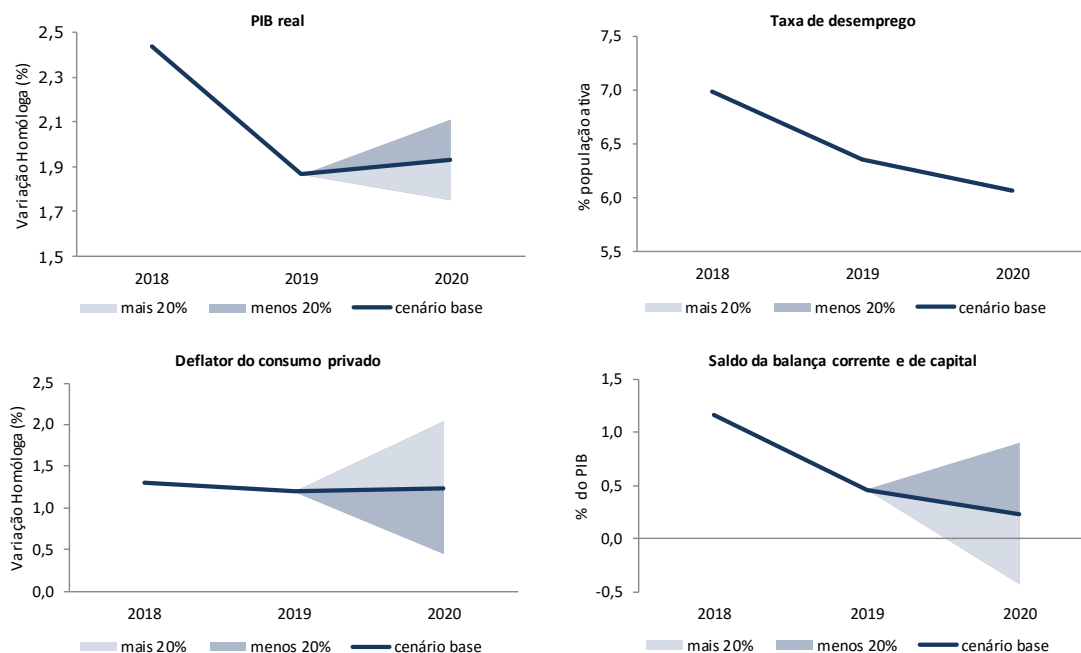 PIB real
Variação Homóloga (%)
2,5
2,3
2,1
1,9
1,7
1,5
2018 2019 2020
mais 20% menos 20% cenário base
Taxa de desemprego
% população ativa
7,5
7,0
6,5
6,0
5,5
2018 2019 2020
mais 20% menos 20% cenário base
Deflator do consumo privado
Variação Homóloga (%)
2,5
2,0
1,5
1,0
0,5
0,0
2018 2019 2020
mais 20% menos 20% cenário base
Saldo da balança corrente e de capital
% do PIB
1,5
1,0
0,5
0,0
-0,5
2018 2019 2020
mais 20% menos 20% cenário base